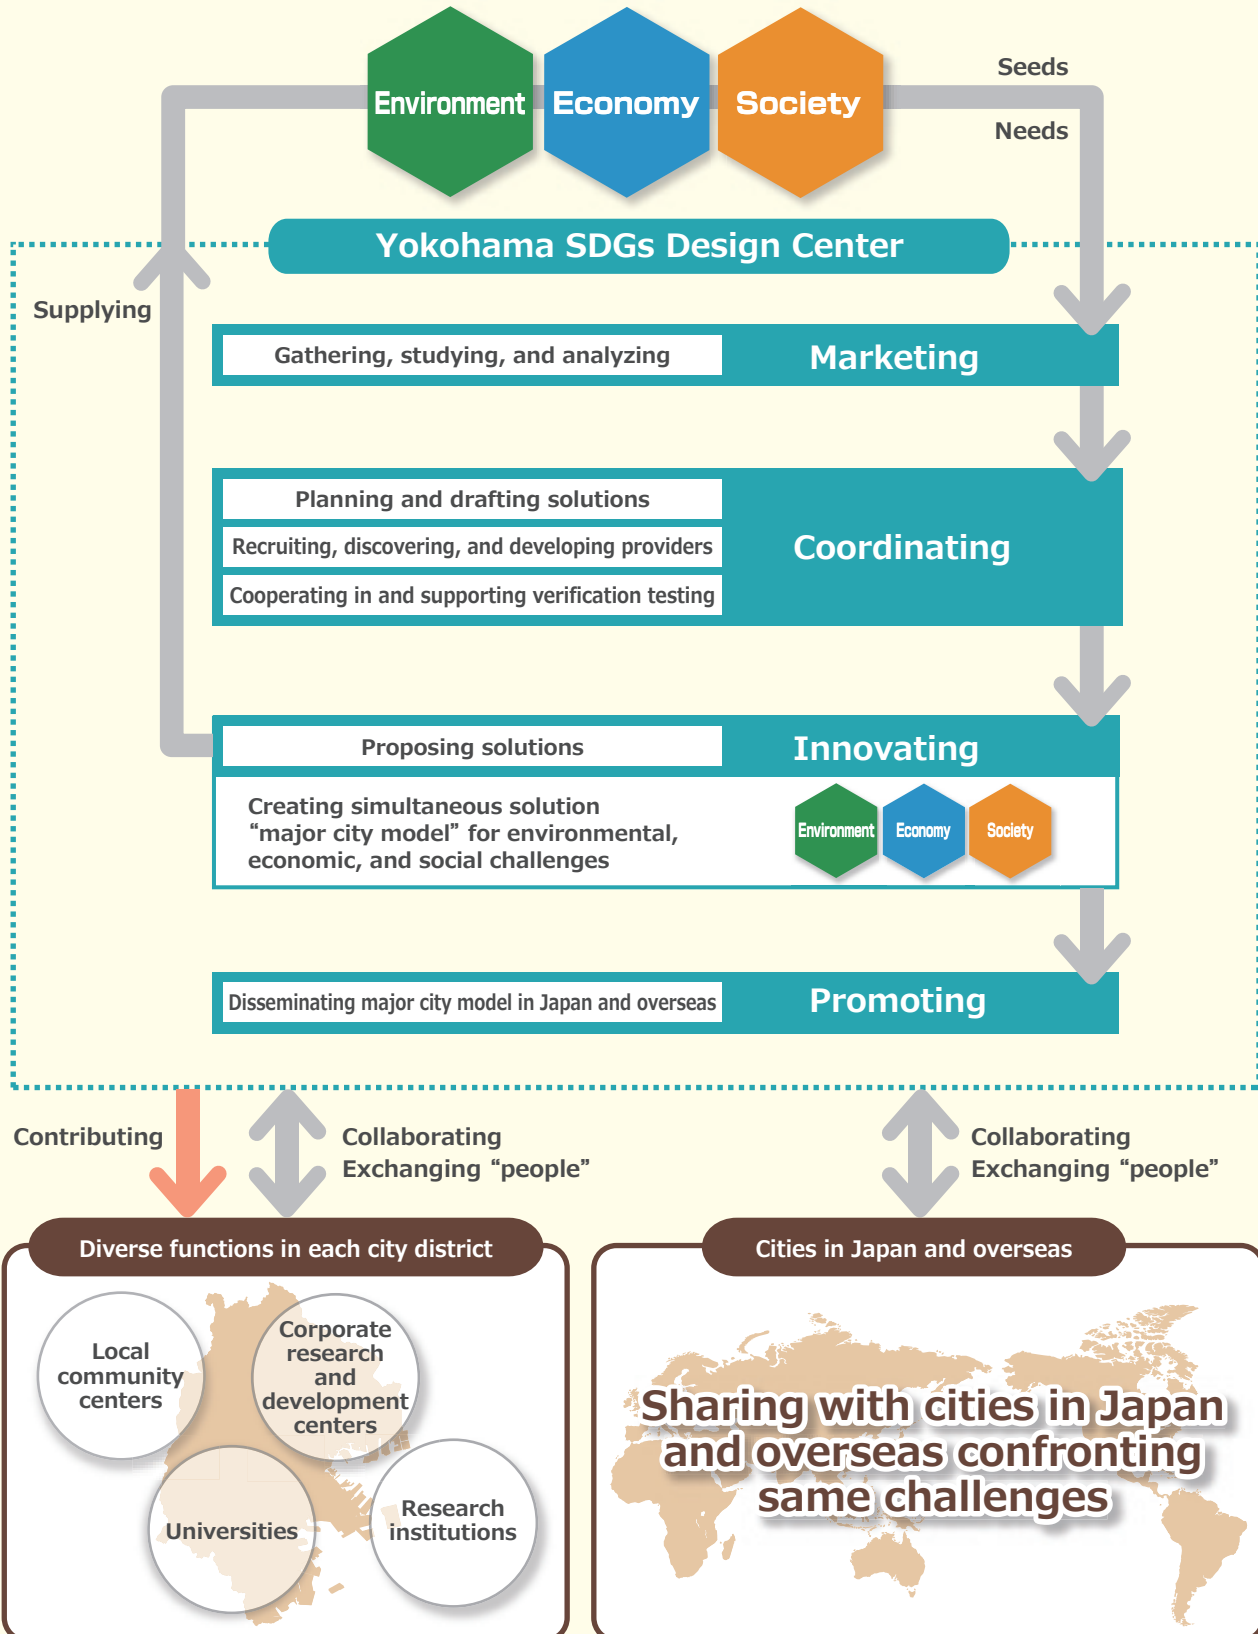 Environment
Economy
Society
Seeds
Needs
Yokohama SDGs Design Center
Supplying
Gathering, studying, and analyzing
Marketing
Planning and drafting solutions
Recruiting, discovering, and developing providers
Cooperating in and supporting verification testing
Coordinating
Proposing solutions
Innovating
Creating simultaneous solution
“major city model” for environmental,
economic, and social challenges
Environment
Economy
Society
Disseminating major city model in Japan and overseas
Promoting
Contributing
Collaborating
Exchanging “people”
Collaborating
Exchanging “people”
Diverse functions in each city district
Local
community
centers
Corporate
research
and
development
centers
Universities
Research
institutions
Cities in Japan and overseas
Sharing with cities in Japan
and overseas confronting
same challenges